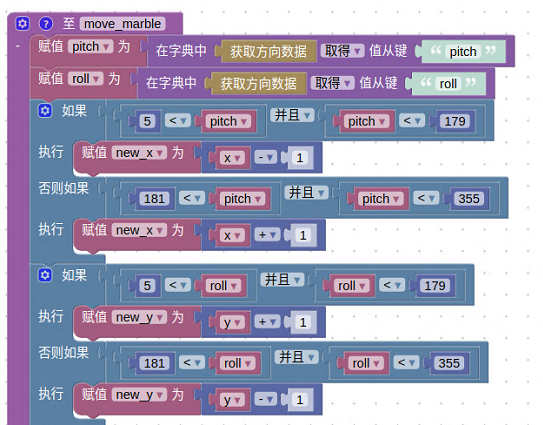 至 move_marble
赋值 pitch 为 在字典中 获取方向数据 取得 值从键 “ pitch ”
赋值 roll 为 在字典中 获取方向数据 取得 值从键 “ roll ”
如果 5 < pitch 并且 pitch < 179
执行 赋值 new_x 为 x - 1
否则如果 181 < pitch 并且 pitch < 355
执行 赋值 new_x 为 x + 1
如果 5 < roll 并且 roll < 179
执行 赋值 new_y 为 y + 1
否则如果 181 < roll 并且 roll < 355
执行 赋值 new_y 为 y - 1